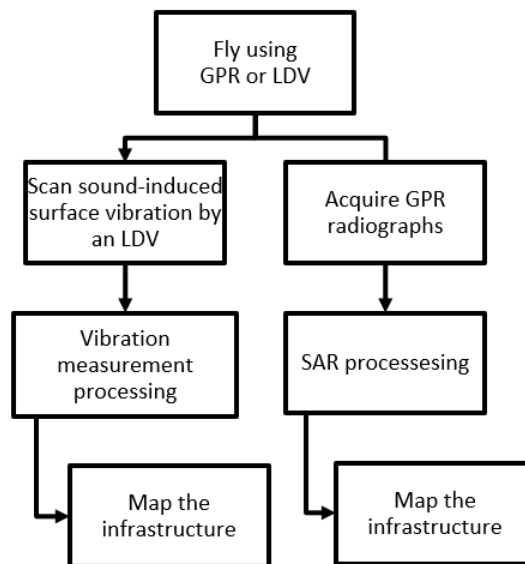 Fly using
GPR or LDV
Scan sound-induced
surface vibration by
an LDV
Acquire GPR
radiographs
Vibration
measurement
processing
SAR processesing
Map the
infrastructure
Map the
infrastructure